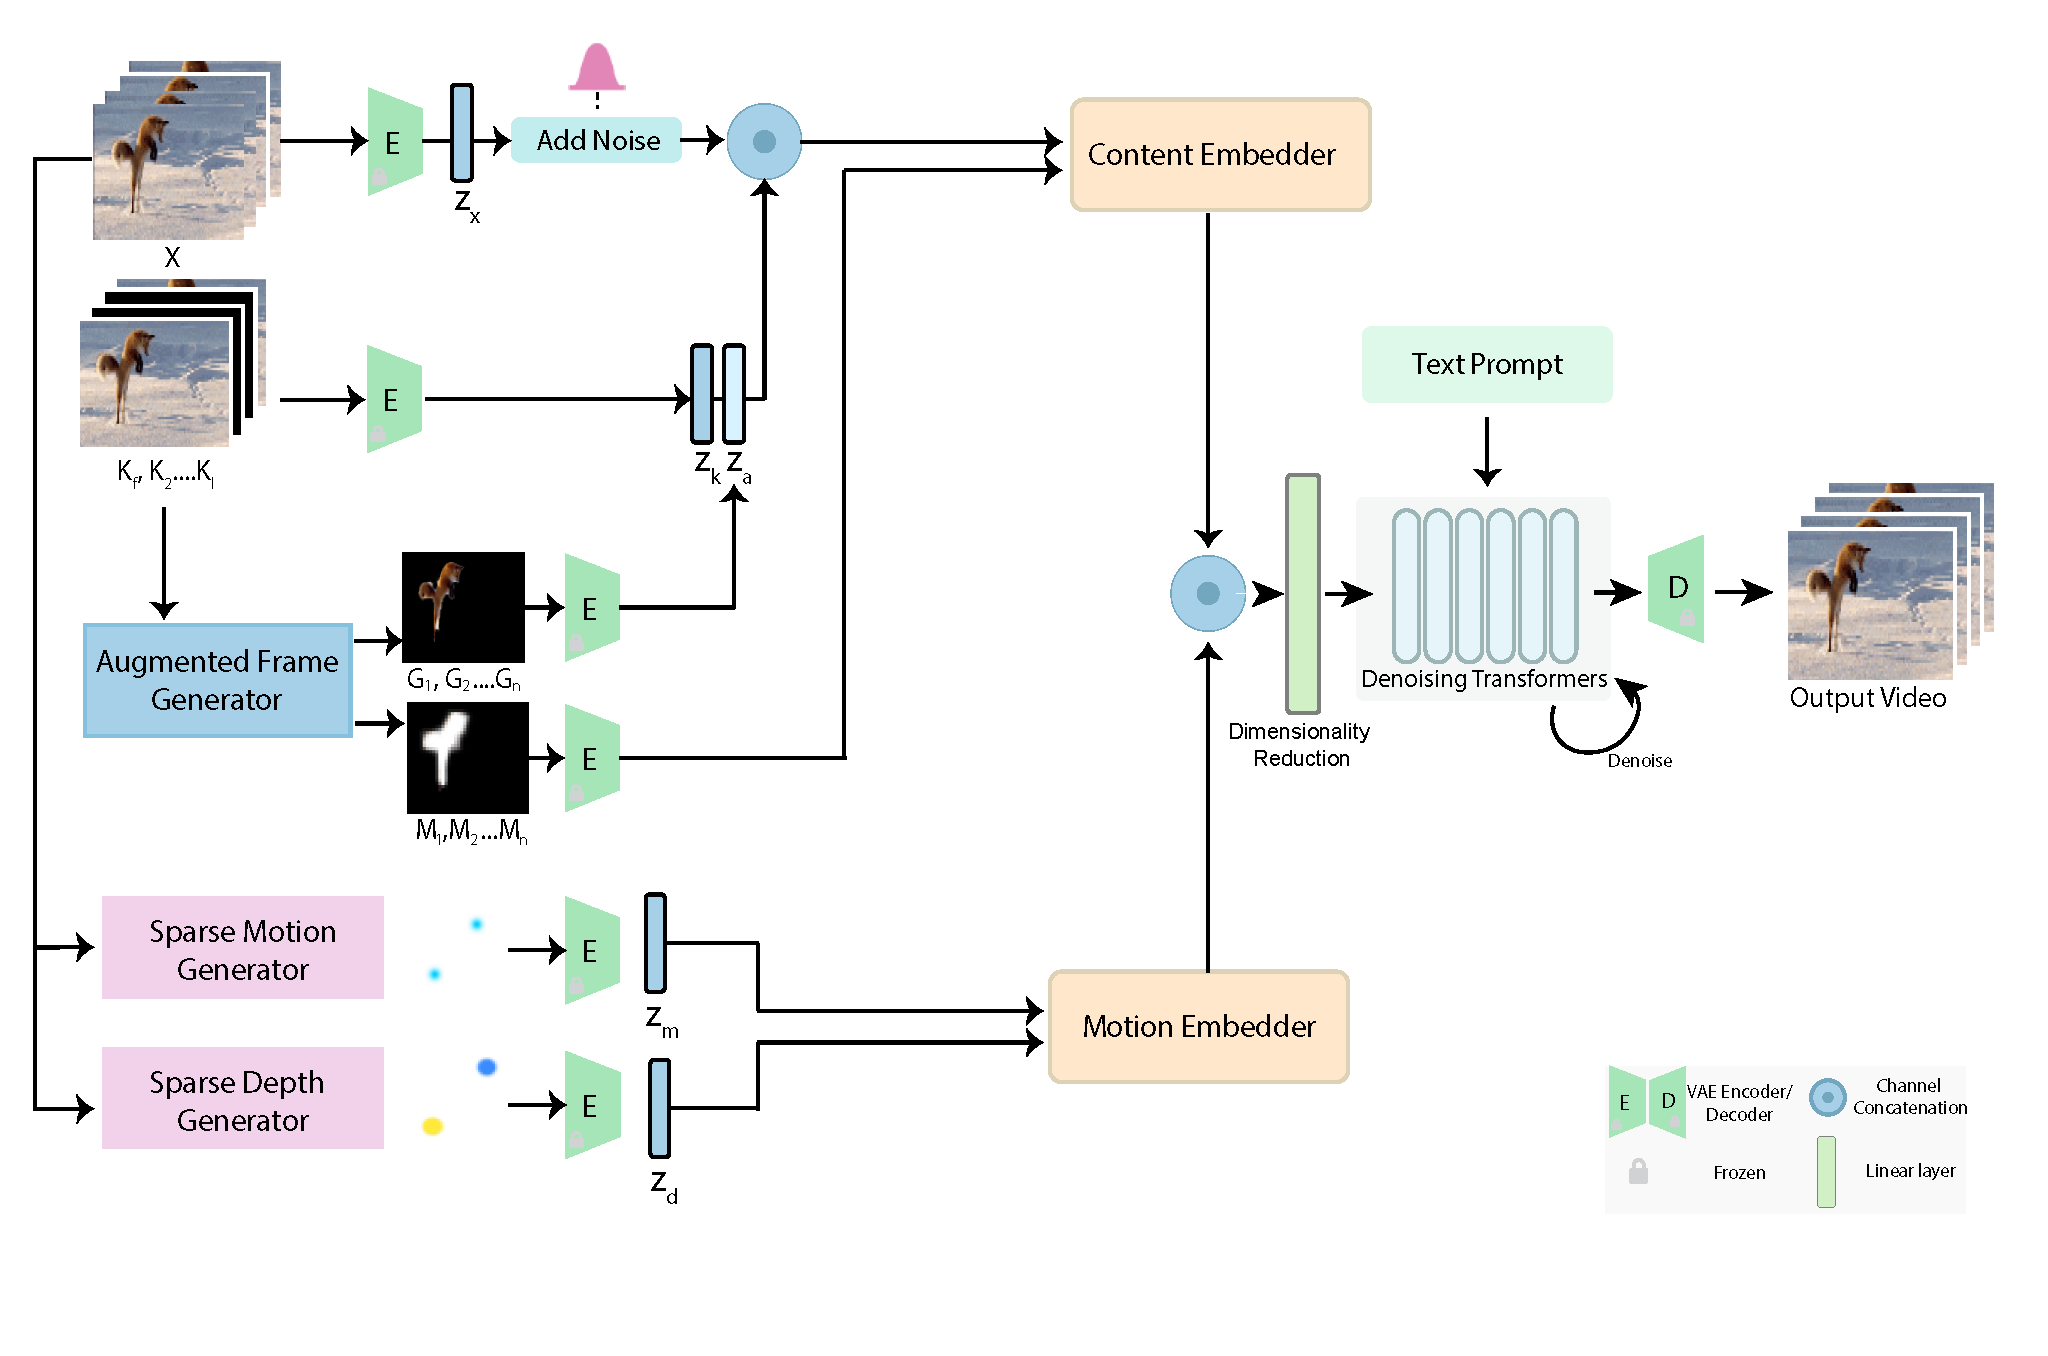 E
Add Noise
Z_x
X
Content Embedder
E
Z_k Z_a
K_f, K_2....K_l
Text Prompt
E
G_1, G_2....G_n
Augmented Frame
Generator
E
M_1,M_2...M_n
D
Denoising Transformers
Output Video
Dimensionality
Reduction
Denoise
Sparse Motion
Generator
E
Z_m
Motion Embedder
Sparse Depth
Generator
E
Z_d
E D VAE Encoder/
Decoder
Channel
Concatenation
Frozen
Linear layer